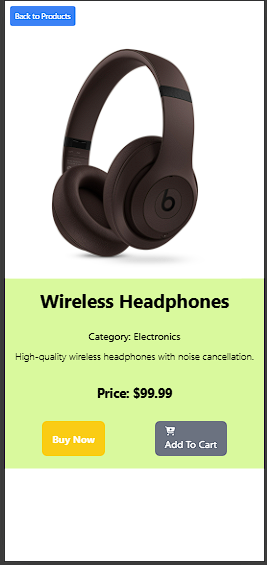 Back to Products
b
Wireless Headphones
Category: Electronics
High-quality wireless headphones with noise cancellation.
Price: $99.99
Buy Now
Add To Cart